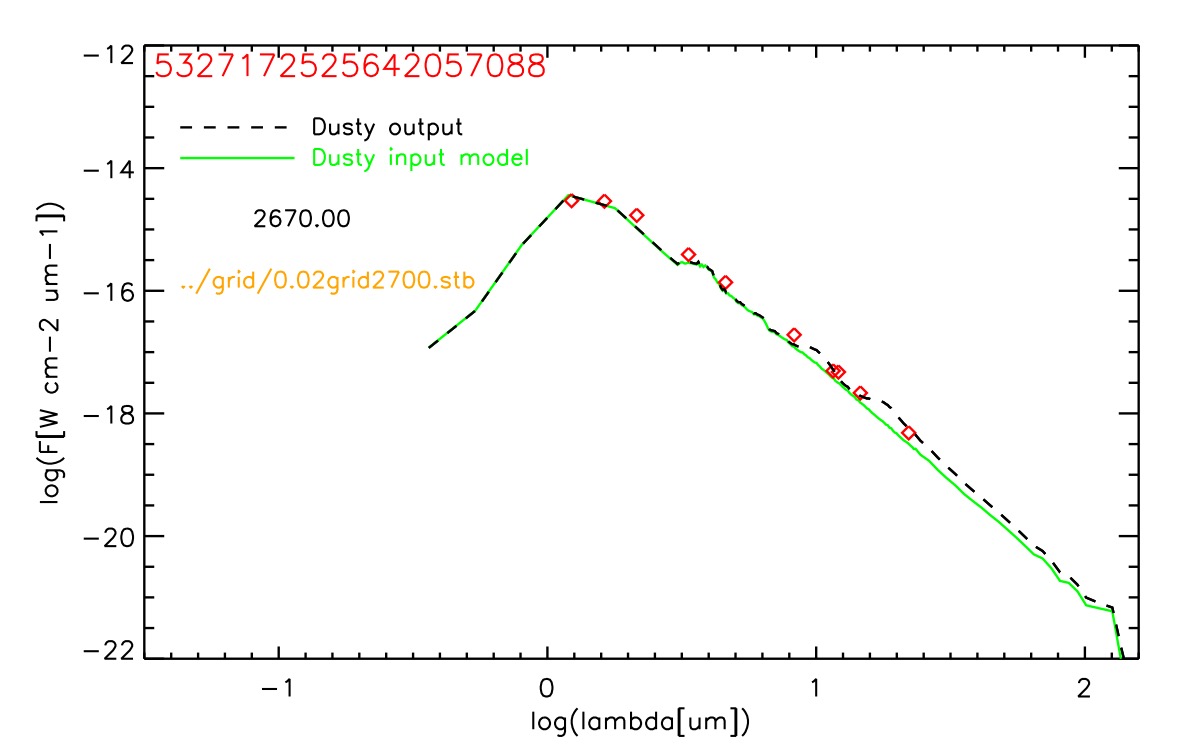 −12
5327172525642057088
Dusty output
Dusty input model
−14
2670.00
../grid/0.02grid2700.stb
−16
−18
−20
−22
log(F[W cm−2 um−1])
−1 0 1 2
log(lambda[um])